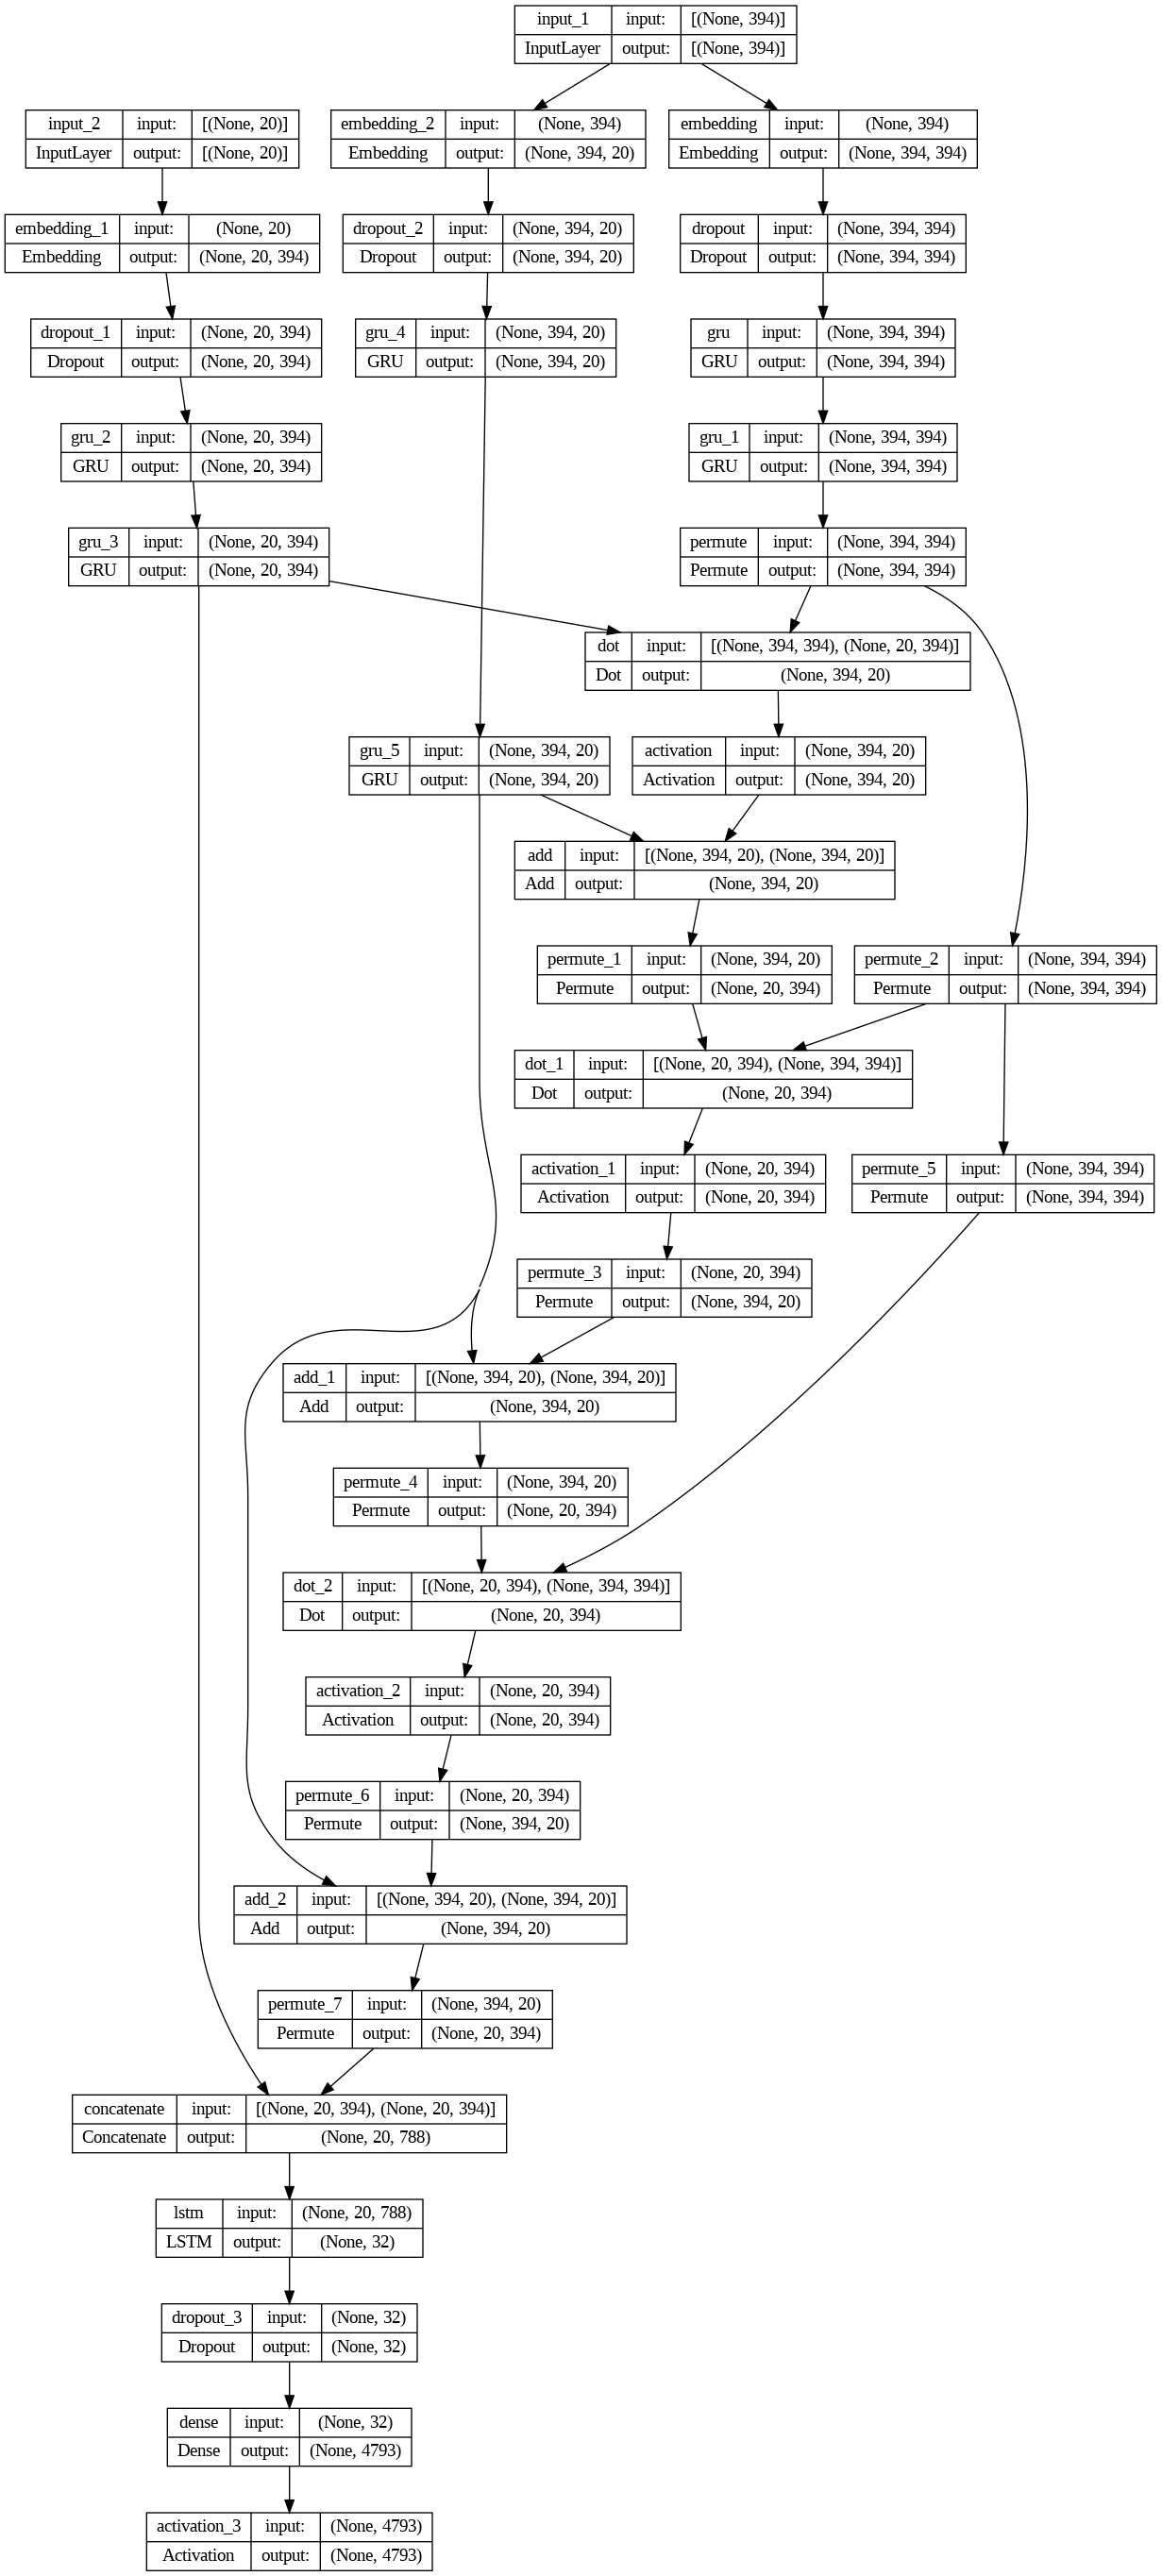 input_1 input: [(None, 394)]
InputLayer output: [(None, 394)]
input_2 input: [(None, 20)]
InputLayer output: [(None, 20)]
embedding_2 input: (None, 394)
Embedding output: (None, 394, 20)
embedding input: (None, 394)
Embedding output: (None, 394, 394)
embedding_1 input: (None, 20)
Embedding output: (None, 20, 394)
dropout_2 input: (None, 394, 20)
Dropout output: (None, 394, 20)
dropout input: (None, 394, 394)
Dropout output: (None, 394, 394)
dropout_1 input: (None, 20, 394)
Dropout output: (None, 20, 394)
gru_4 input: (None, 394, 20)
GRU output: (None, 394, 20)
gru input: (None, 394, 394)
GRU output: (None, 394, 394)
gru_2 input: (None, 20, 394)
GRU output: (None, 20, 394)
gru_1 input: (None, 394, 394)
GRU output: (None, 394, 394)
gru_3 input: (None, 20, 394)
GRU output: (None, 20, 394)
permute input: (None, 394, 394)
Permute output: (None, 394, 394)
dot input: [(None, 394, 394), (None, 20, 394)]
Dot output: (None, 394, 20)
gru_5 input: (None, 394, 20)
GRU output: (None, 394, 20)
activation input: (None, 394, 20)
Activation output: (None, 394, 20)
add input: [(None, 394, 20), (None, 394, 20)]
Add output: (None, 394, 20)
permute_1 input: (None, 394, 20)
Permute output: (None, 20, 394)
permute_2 input: (None, 394, 394)
Permute output: (None, 394, 394)
dot_1 input: [(None, 20, 394), (None, 394, 394)]
Dot output: (None, 20, 394)
activation_1 input: (None, 20, 394)
Activation output: (None, 20, 394)
permute_5 input: (None, 394, 394)
Permute output: (None, 394, 394)
permute_3 input: (None, 20, 394)
Permute output: (None, 394, 20)
add_1 input: [(None, 394, 20), (None, 394, 20)]
Add output: (None, 394, 20)
permute_4 input: (None, 394, 20)
Permute output: (None, 20, 394)
dot_2 input: [(None, 20, 394), (None, 394, 394)]
Dot output: (None, 20, 394)
activation_2 input: (None, 20, 394)
Activation output: (None, 20, 394)
permute_6 input: (None, 20, 394)
Permute output: (None, 394, 20)
add_2 input: [(None, 394, 20), (None, 394, 20)]
Add output: (None, 394, 20)
permute_7 input: (None, 394, 20)
Permute output: (None, 20, 394)
concatenate input: [(None, 20, 394), (None, 20, 394)]
Concatenate output: (None, 20, 788)
lstm input: (None, 20, 788)
LSTM output: (None, 32)
dropout_3 input: (None, 32)
Dropout output: (None, 32)
dense input: (None, 32)
Dense output: (None, 4793)
activation_3 input: (None, 4793)
Activation output: (None, 4793)